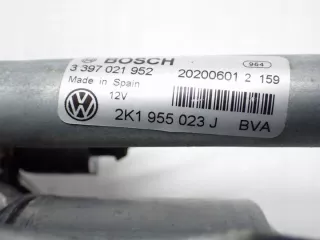 BOSCH 964
3 397 021 952 20200601 2 159
Made in Spain
12V
2K1 955 023 J BVA